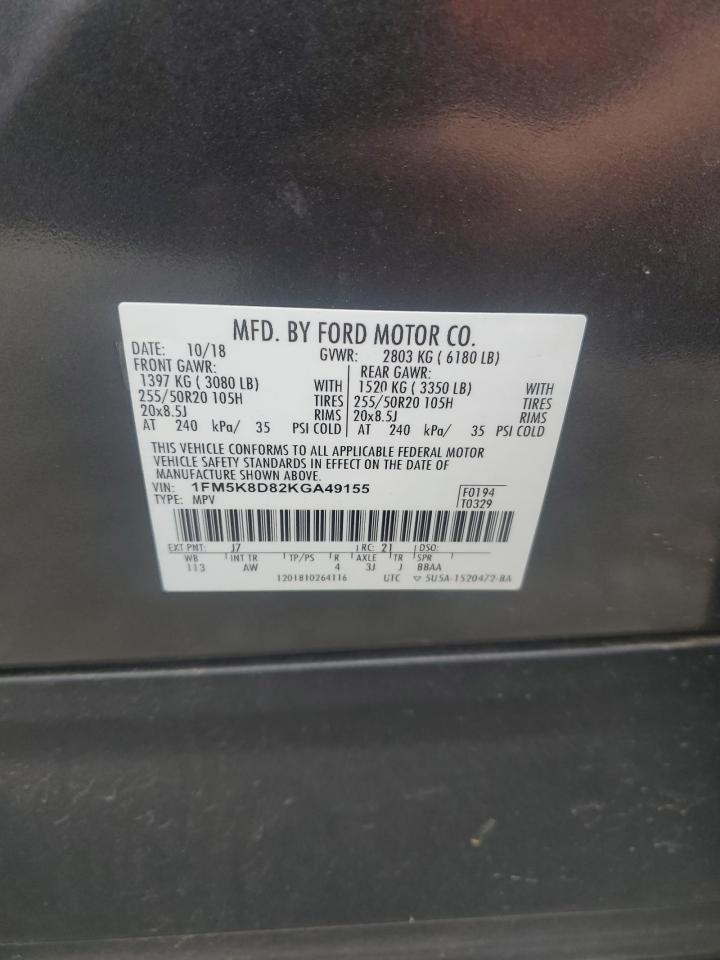 MFD. BY FORD MOTOR CO.
DATE: 10/18 GVWR: 2803 KG ( 6180 LB)
FRONT GAWR: REAR GAWR:
1397 KG ( 3080 LB) WITH 1520 KG ( 3350 LB) WITH
255/50R20 105H TIRES 255/50R20 105H TIRES
20x8.5J RIMS 20x8.5J RIMS
AT 240 kPa/ 35 PSI COLD AT 240 kPa/ 35 PSI COLD
THIS VEHICLE CONFORMS TO ALL APPLICABLE FEDERAL MOTOR
VEHICLE SAFETY STANDARDS IN EFFECT ON THE DATE OF
MANUFACTURE SHOWN ABOVE.
VIN: 1FM5K8D82KGA49155 F0194
TYPE: MPV T0329
EXT PNT: J7 RC: 21 DSO:
WB INT TR TP/PS R AXLE TR SPR
113 AW 4 3J J BBAA
1201810264116 UTC ▽ 5U5A-1520472-BA